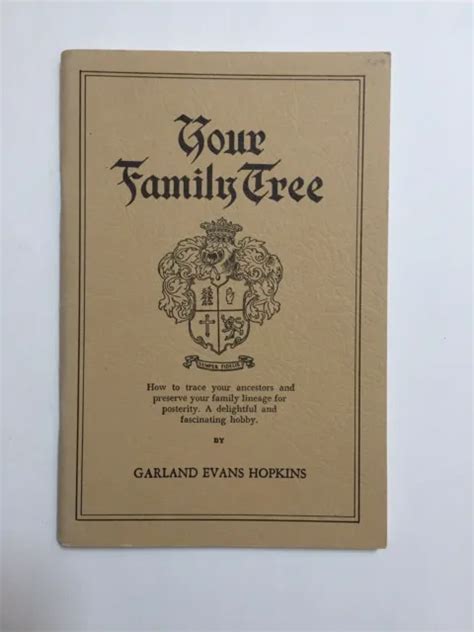 Your
Family Tree
SEMPER FIDELIS
How to trace your ancestors and
preserve your family lineage for
posterity. A delightful and
fascinating hobby.
BY
GARLAND EVANS HOPKINS